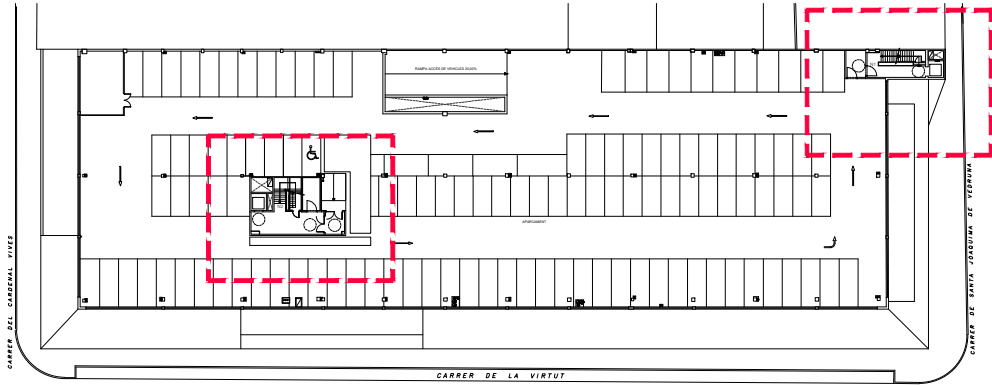 RAMPA ACCÉS DE VEHICLES 20,00%
APARCAMENT
CARRER DEL CARDENAL VIVES
CARRER DE SANTA JOAQUIMA DE VEDRUNA
CARRER DE LA VIRTUT